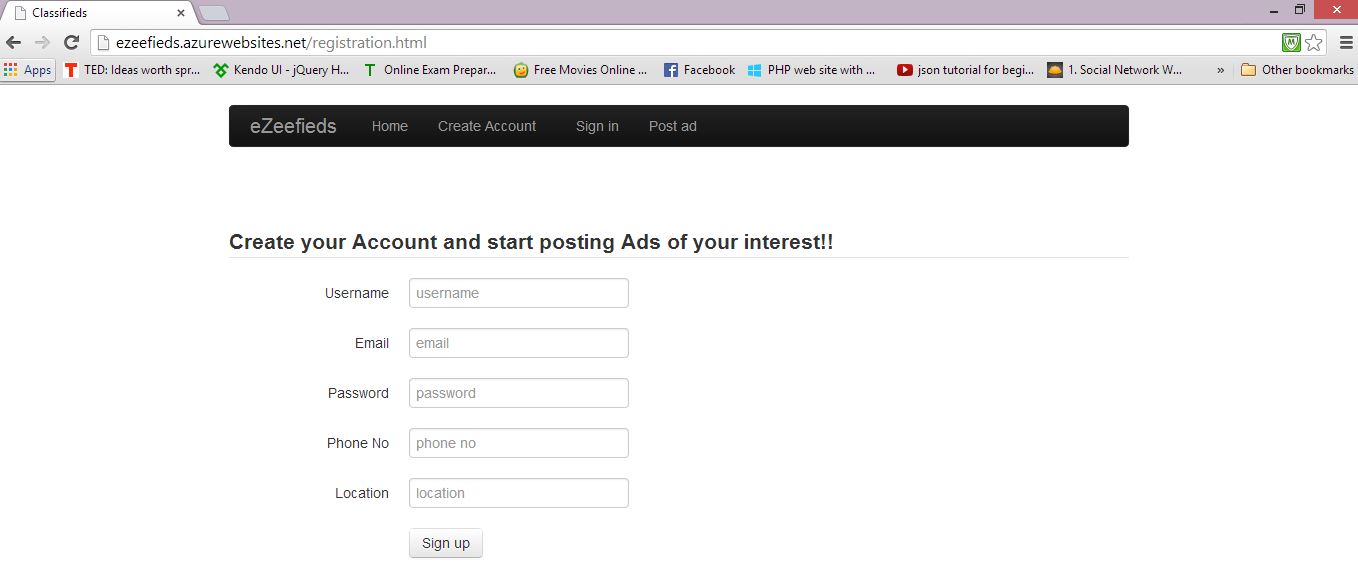 Classifieds
ezeefieds.azurewebsites.net/registration.html
Apps TED: Ideas worth spr... Kendo UI - jQuery H... Online Exam Prepar... Free Movies Online ... Facebook PHP web site with ... json tutorial for begi... 1. Social Network W... » Other bookmarks
eZeefieds Home Create Account Sign in Post ad
Create your Account and start posting Ads of your interest!!
Username username
Email email
Password password
Phone No phone no
Location location
Sign up